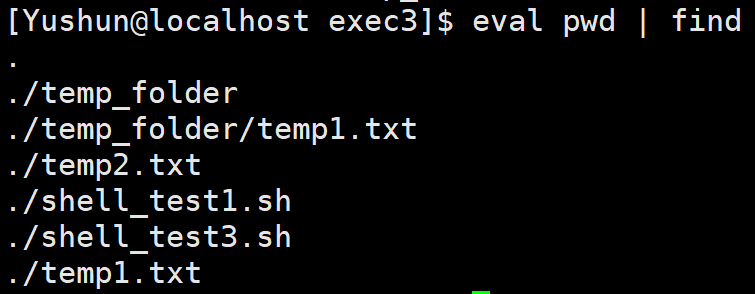 [Yushun@localhost exec3]$ eval pwd | find
.
./temp_folder
./temp_folder/temp1.txt
./temp2.txt
./shell_test1.sh
./shell_test3.sh
./temp1.txt